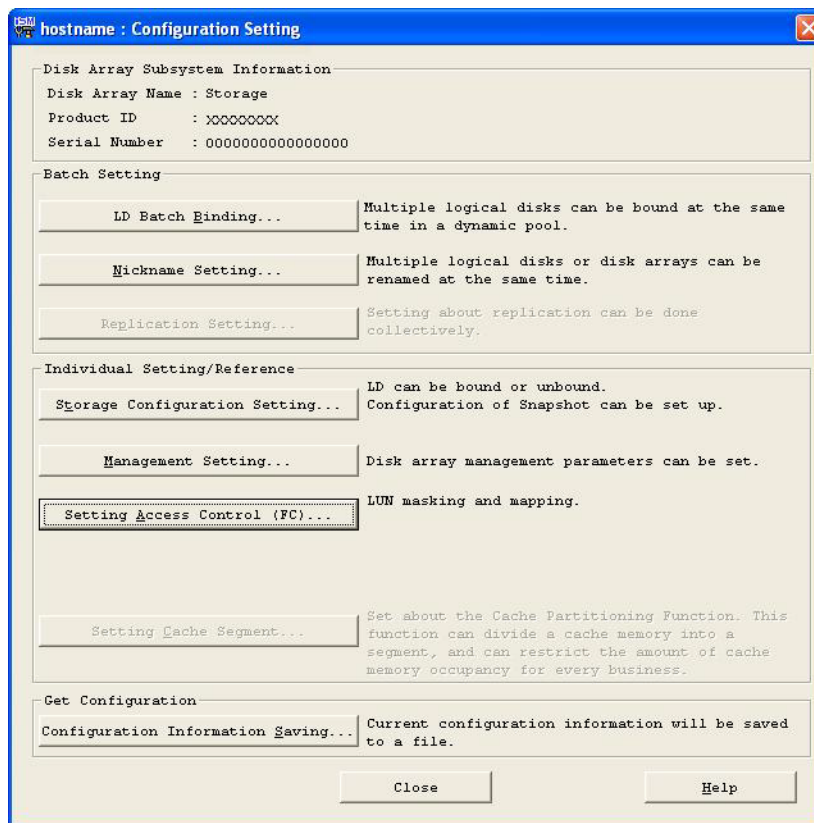 ISM hostname : Configuration Setting
Disk Array Subsystem Information
Disk Array Name : Storage
Product ID : XXXXXXXX
Serial Number : 0000000000000000
Batch Setting
LD Batch Binding...
Multiple logical disks can be bound at the same
time in a dynamic pool.
Nickname Setting...
Multiple logical disks or disk arrays can be
renamed at the same time.
Replication Setting...
Setting about replication can be done
collectively.
Individual Setting/Reference
Storage Configuration Setting...
LD can be bound or unbound.
Configuration of Snapshot can be set up.
Management Setting...
Disk array management parameters can be set.
Setting Access Control (FC)...
LUN masking and mapping.
Setting Cache Segment...
Set about the Cache Partitioning Function. This
function can divide a cache memory into a
segment, and can restrict the amount of cache
memory occupancy for every business.
Get Configuration
Configuration Information Saving...
Current configuration information will be saved
to a file.
Close
Help